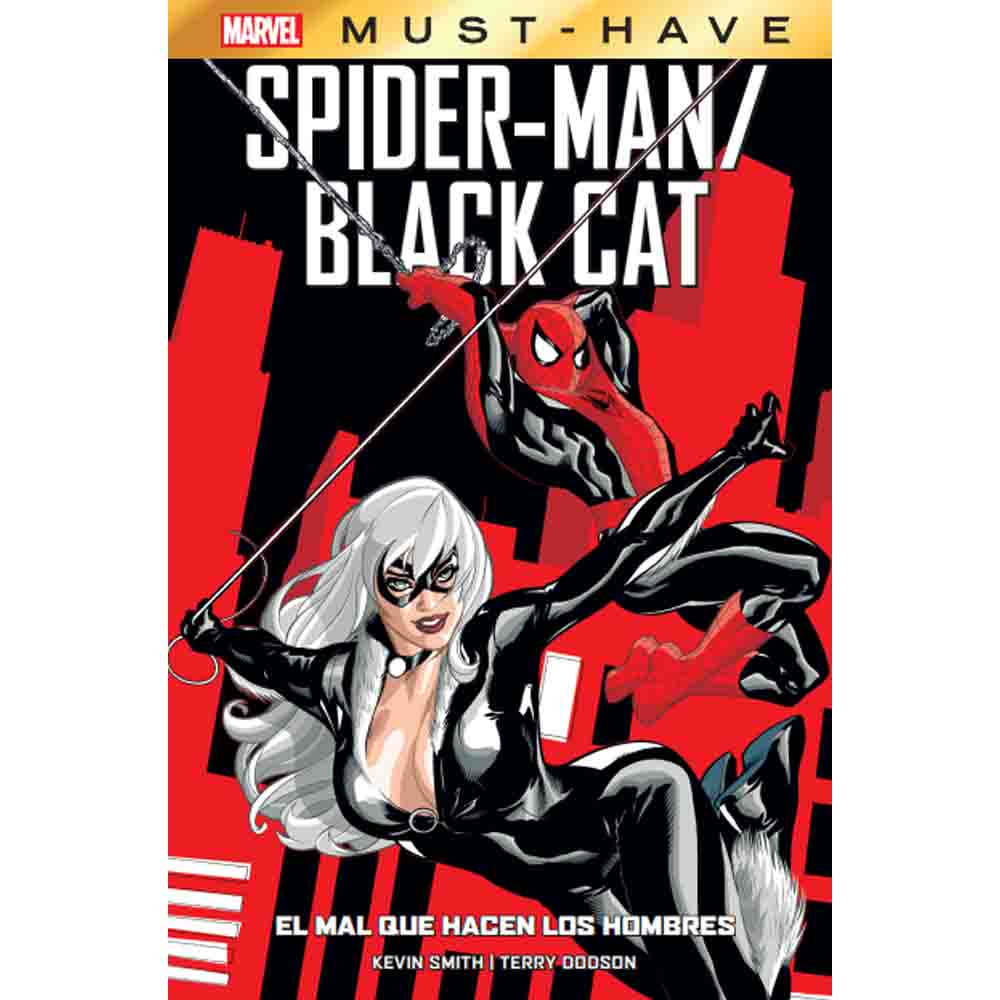 MARVEL MUST-HAVE
SPIDER-MAN/
BLACK CAT
EL MAL QUE HACEN LOS HOMBRES
KEVIN SMITH | TERRY DODSON